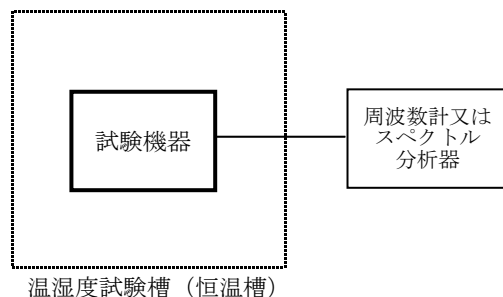 試験機器
周波数計又は
スペクトル
分析器
温湿度試験槽（恒温槽）